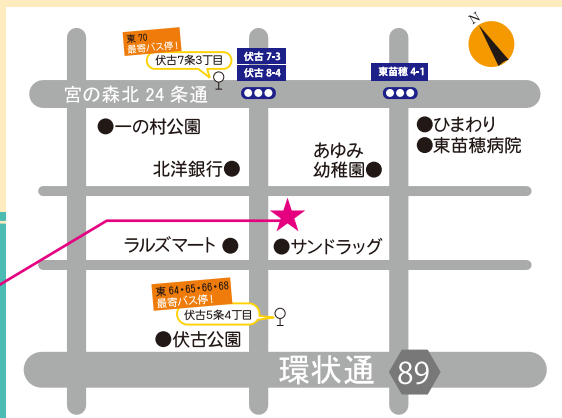 N
東 70
最寄バス停!
伏古7条3丁目
伏古 7-3
伏古 8-4
東苗穂 4-1
宮の森北 24 条通
●一の村公園
●ひまわり
●東苗穂病院
北洋銀行●
あゆみ
幼稚園●
ラルズマート ●
●サンドラッグ
東 64・65・66・68
最寄バス停!
伏古5条4丁目
●伏古公園
環状通 89